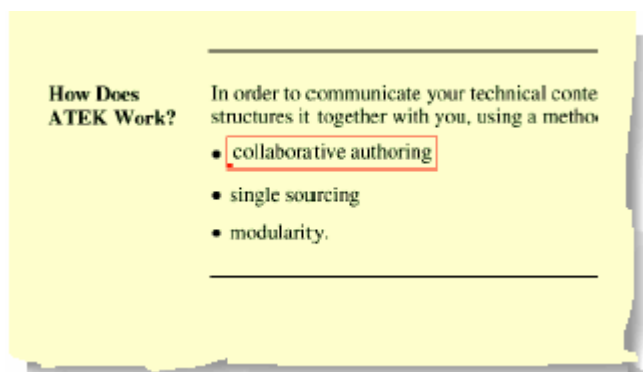 How Does
ATEK Work?
In order to communicate your technical conte
structures it together with you, using a metho
• collaborative authoring
• single sourcing
• modularity.